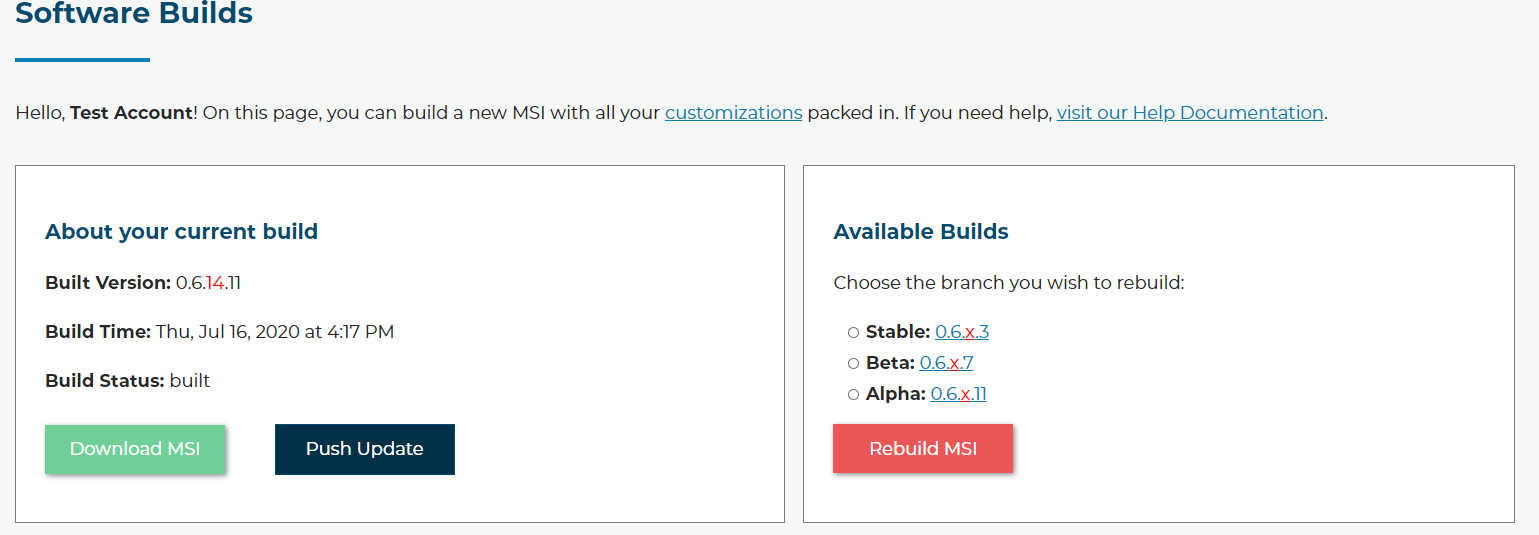 Software Builds
Hello, Test Account! On this page, you can build a new MSI with all your customizations packed in. If you need help, visit our Help Documentation.
About your current build
Built Version: 0.6.14.11
Build Time: Thu, Jul 16, 2020 at 4:17 PM
Build Status: built
Download MSI
Push Update
Available Builds
Choose the branch you wish to rebuild:
Stable: 0.6.x.3
Beta: 0.6.x.7
Alpha: 0.6.x.11
Rebuild MSI